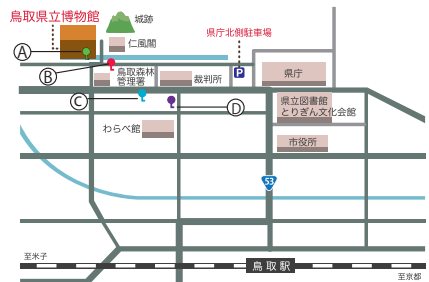 鳥取県立博物館
城跡
仁風閣
県庁北側駐車場
A
B
P
鳥取森林
管理署
裁判所
県庁
C
D
県立図書館
とりぎん文化会館
わらべ館
市役所
53
至米子
鳥取駅
至京都